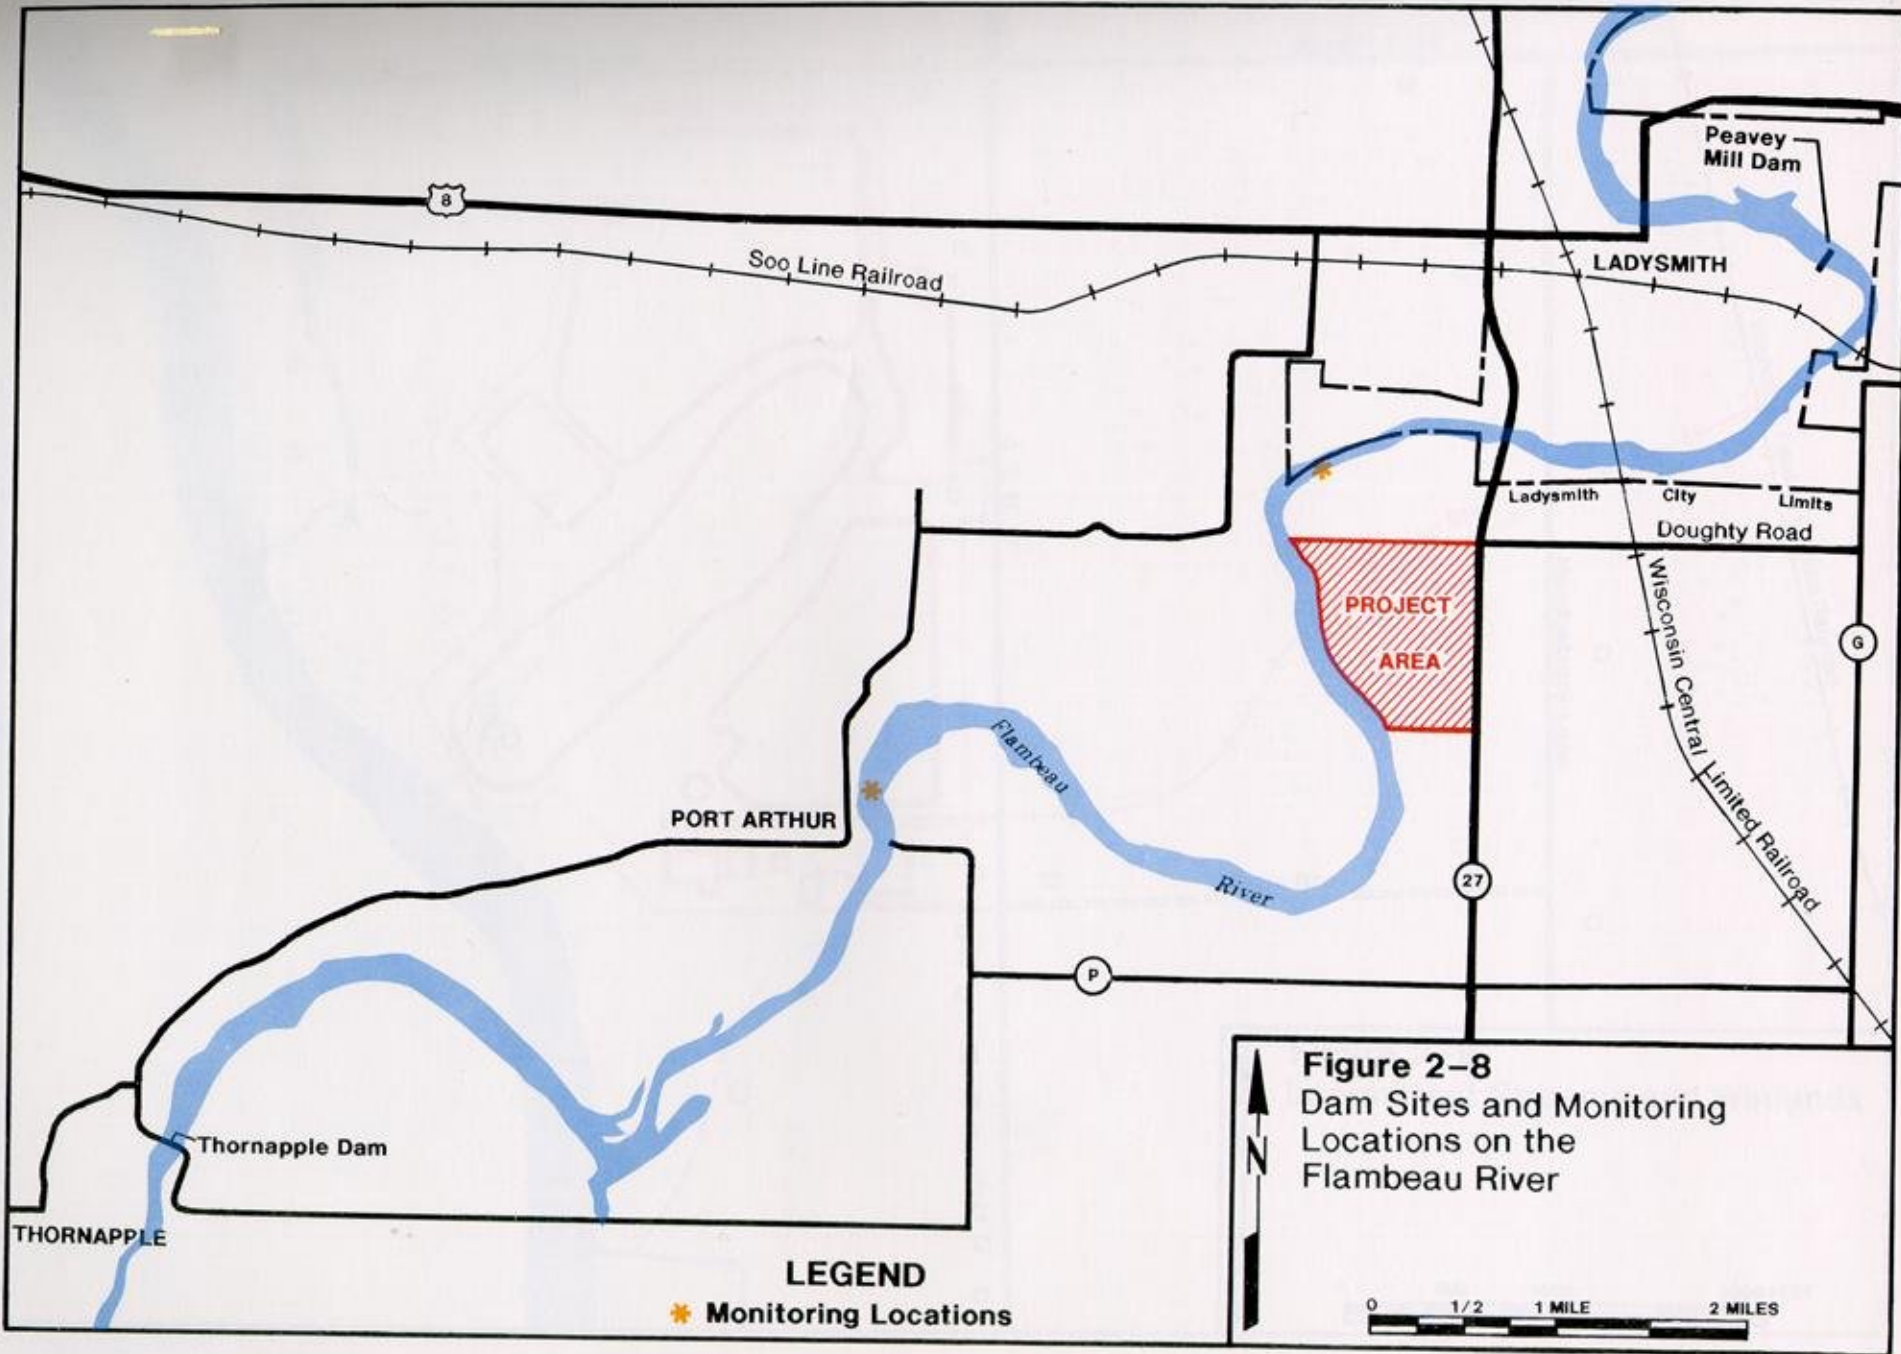 Peavey
Mill Dam
8
Soo Line Railroad
LADYSMITH
Ladysmith City Limits
Doughty Road
PROJECT
AREA
Wisconsin Central Limited Railroad
G
Flambeau
River
PORT ARTHUR
27
P
Thornapple Dam
THORNAPPLE
LEGEND
Monitoring Locations
N
Figure 2-8
Dam Sites and Monitoring
Locations on the
Flambeau River
0 1/2 1 MILE 2 MILES